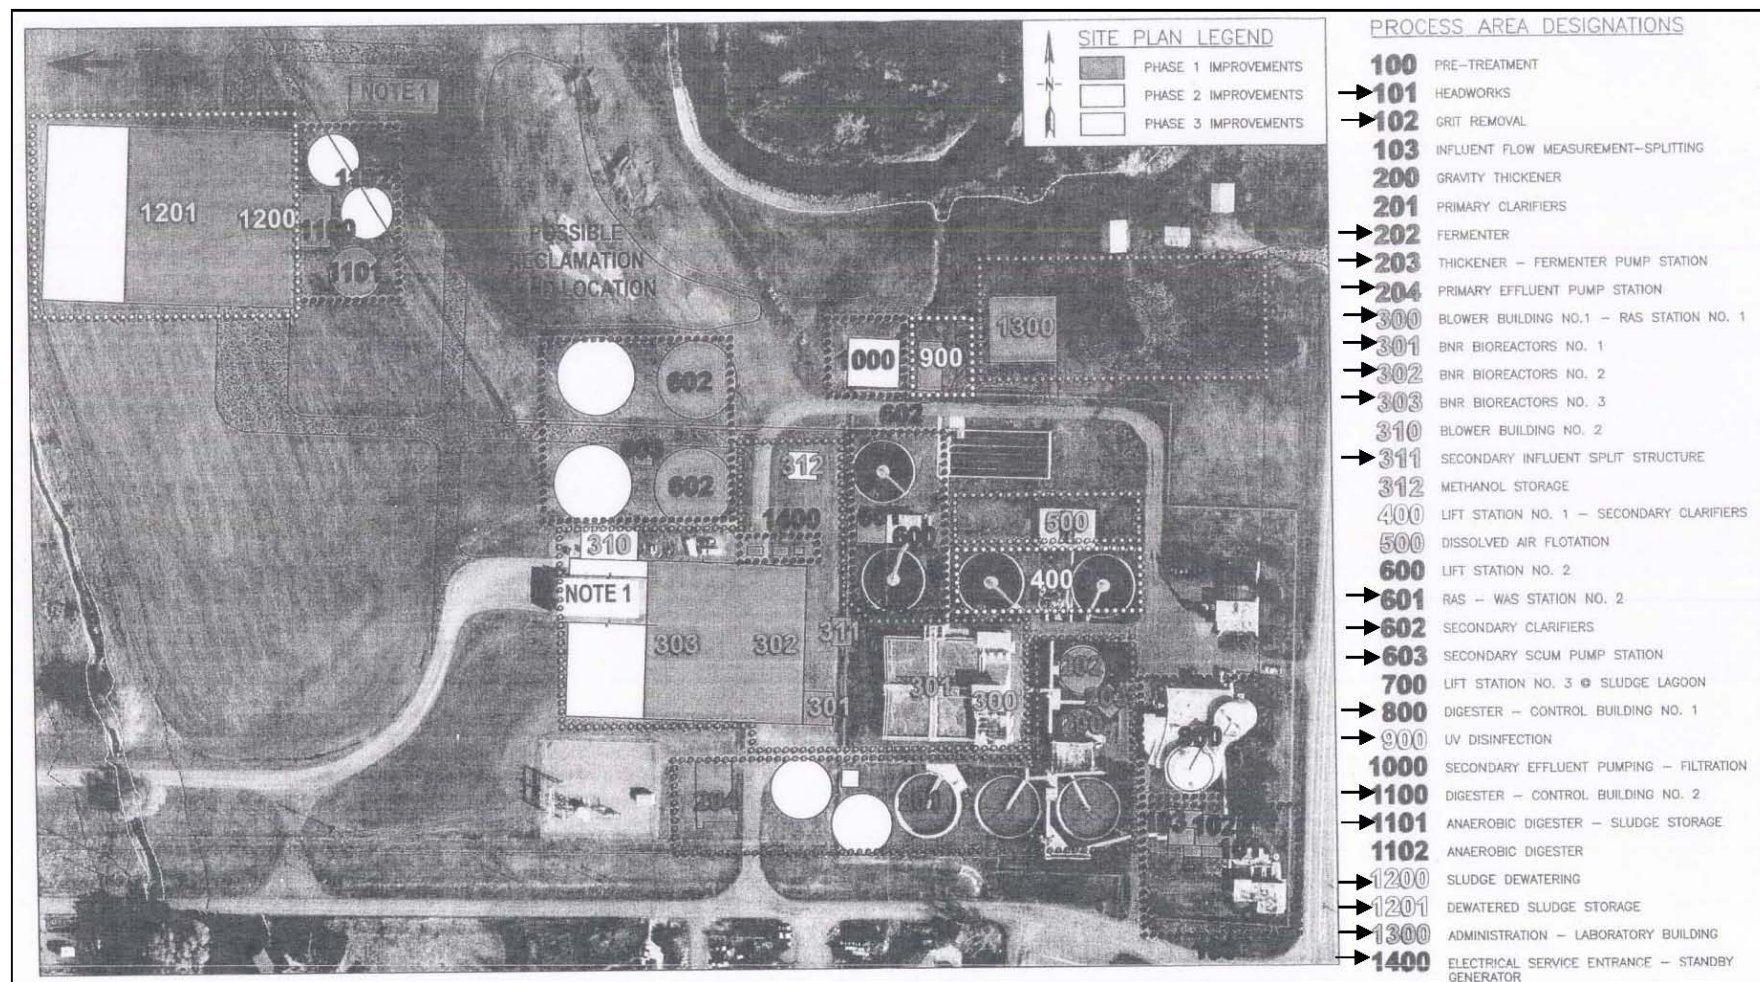 SITE PLAN LEGEND
N
PHASE 1 IMPROVEMENTS
PHASE 2 IMPROVEMENTS
PHASE 3 IMPROVEMENTS
NOTE 1
1201
1200
1101
POSSIBLE
LOCATION
1300
000
900
602
602
312
602
1400
500
310
600
400
NOTE 1
303
302
311
301
301
300
204
PROCESS AREA DESIGNATIONS
100 PRE-TREATMENT
101 HEADWORKS
102 GRIT REMOVAL
103 INFLUENT FLOW MEASUREMENT-SPLITTING
200 GRAVITY THICKENER
201 PRIMARY CLARIFIERS
202 FERMENTER
203 THICKENER - FERMENTER PUMP STATION
204 PRIMARY EFFLUENT PUMP STATION
300 BLOWER BUILDING NO.1 - RAS STATION NO. 1
301 BNR BIOREACTORS NO. 1
302 BNR BIOREACTORS NO. 2
303 BNR BIOREACTORS NO. 3
310 BLOWER BUILDING NO. 2
311 SECONDARY INFLUENT SPLIT STRUCTURE
312 METHANOL STORAGE
400 LIFT STATION NO. 1 - SECONDARY CLARIFIERS
500 DISSOLVED AIR FLOTATION
600 LIFT STATION NO. 2
601 RAS - WAS STATION NO. 2
602 SECONDARY CLARIFIERS
603 SECONDARY SCUM PUMP STATION
700 LIFT STATION NO. 3 @ SLUDGE LAGOON
800 DIGESTER - CONTROL BUILDING NO. 1
900 UV DISINFECTION
1000 SECONDARY EFFLUENT PUMPING - FILTRATION
1100 DIGESTER - CONTROL BUILDING NO. 2
1101 ANAEROBIC DIGESTER - SLUDGE STORAGE
1102 ANAEROBIC DIGESTER
1200 SLUDGE DEWATERING
1201 DEWATERED SLUDGE STORAGE
1300 ADMINISTRATION - LABORATORY BUILDING
1400 ELECTRICAL SERVICE ENTRANCE - STANDBY
GENERATOR